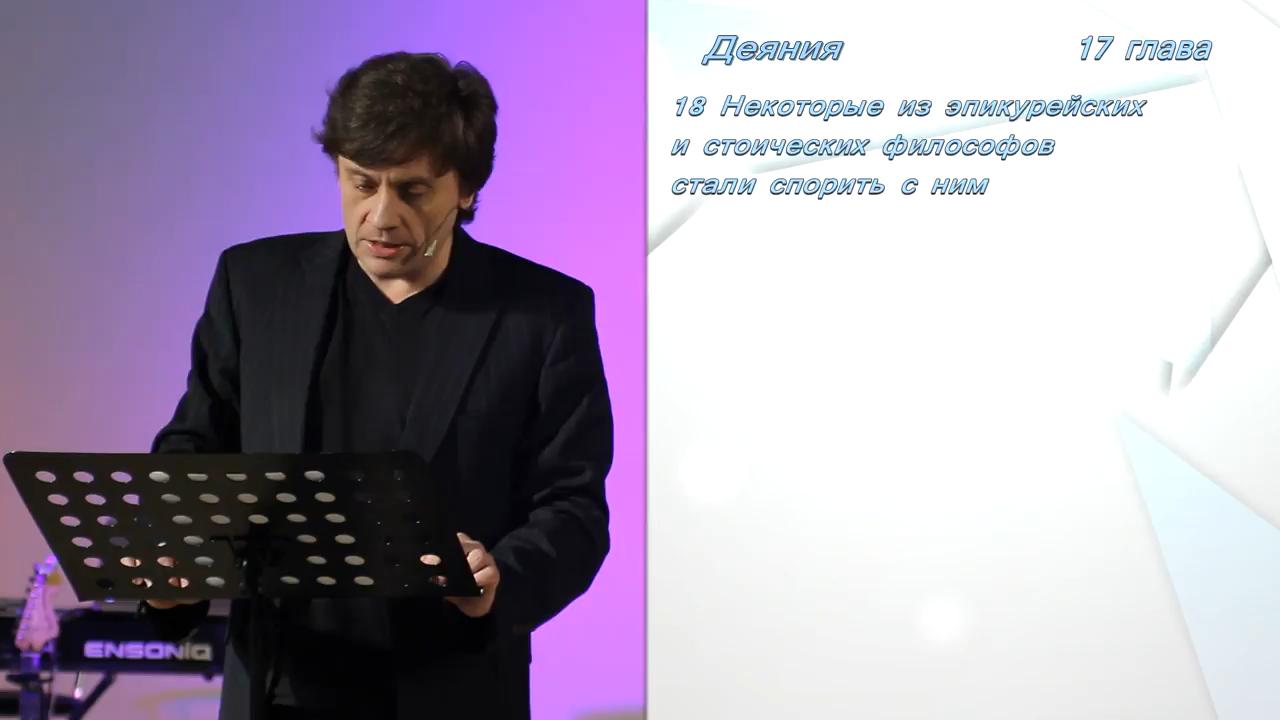 Деяния 17 глава
18 Некоторые из эпикурейских
и стоических философов
стали спорить с ним
ENSONIQ